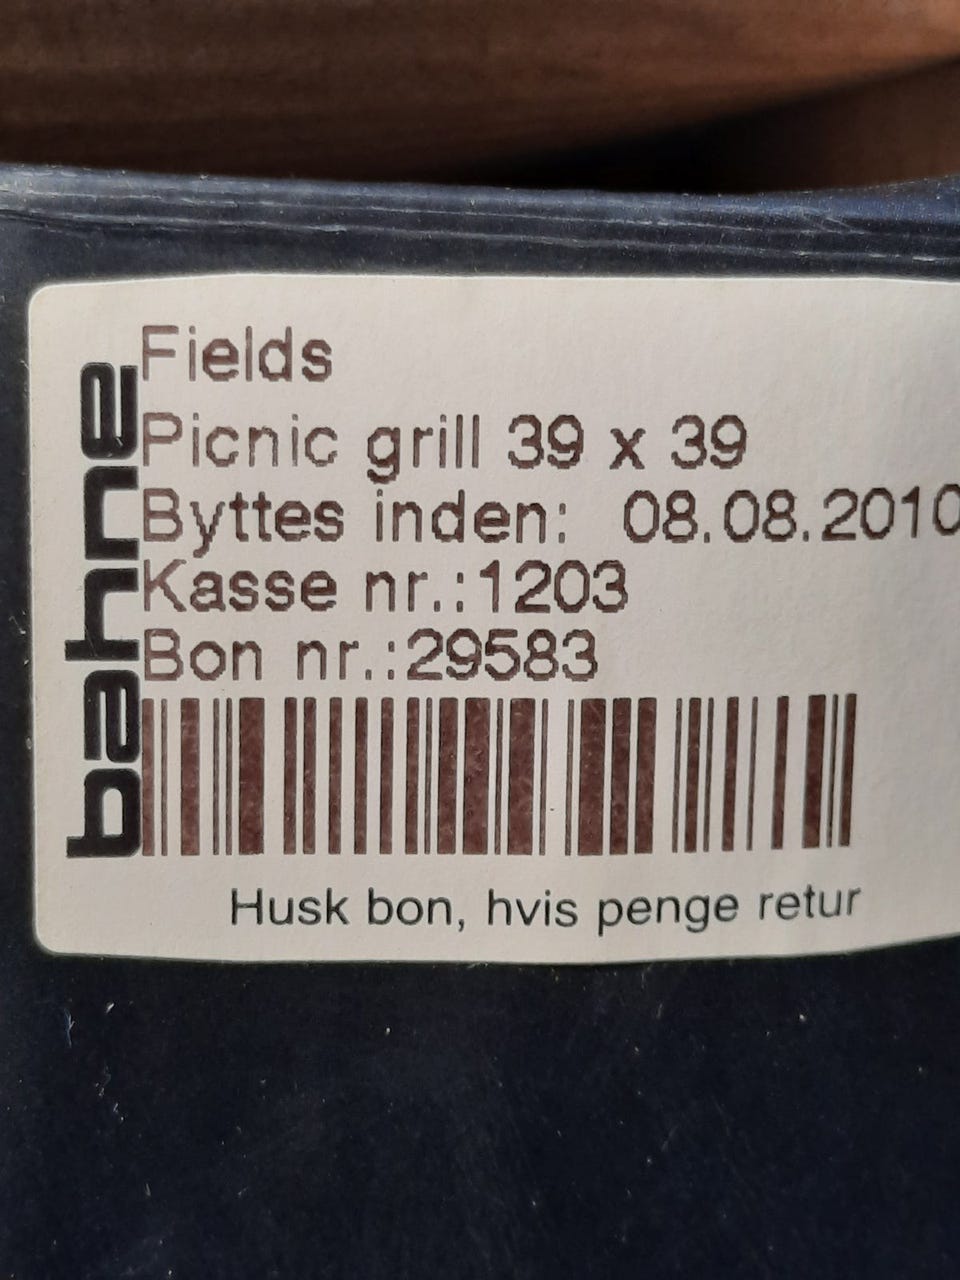 bahne
Fields
Picnic grill 39 x 39
Byttes inden: 08.08.2010
Kasse nr.:1203
Bon nr.:29583
Husk bon, hvis penge retur